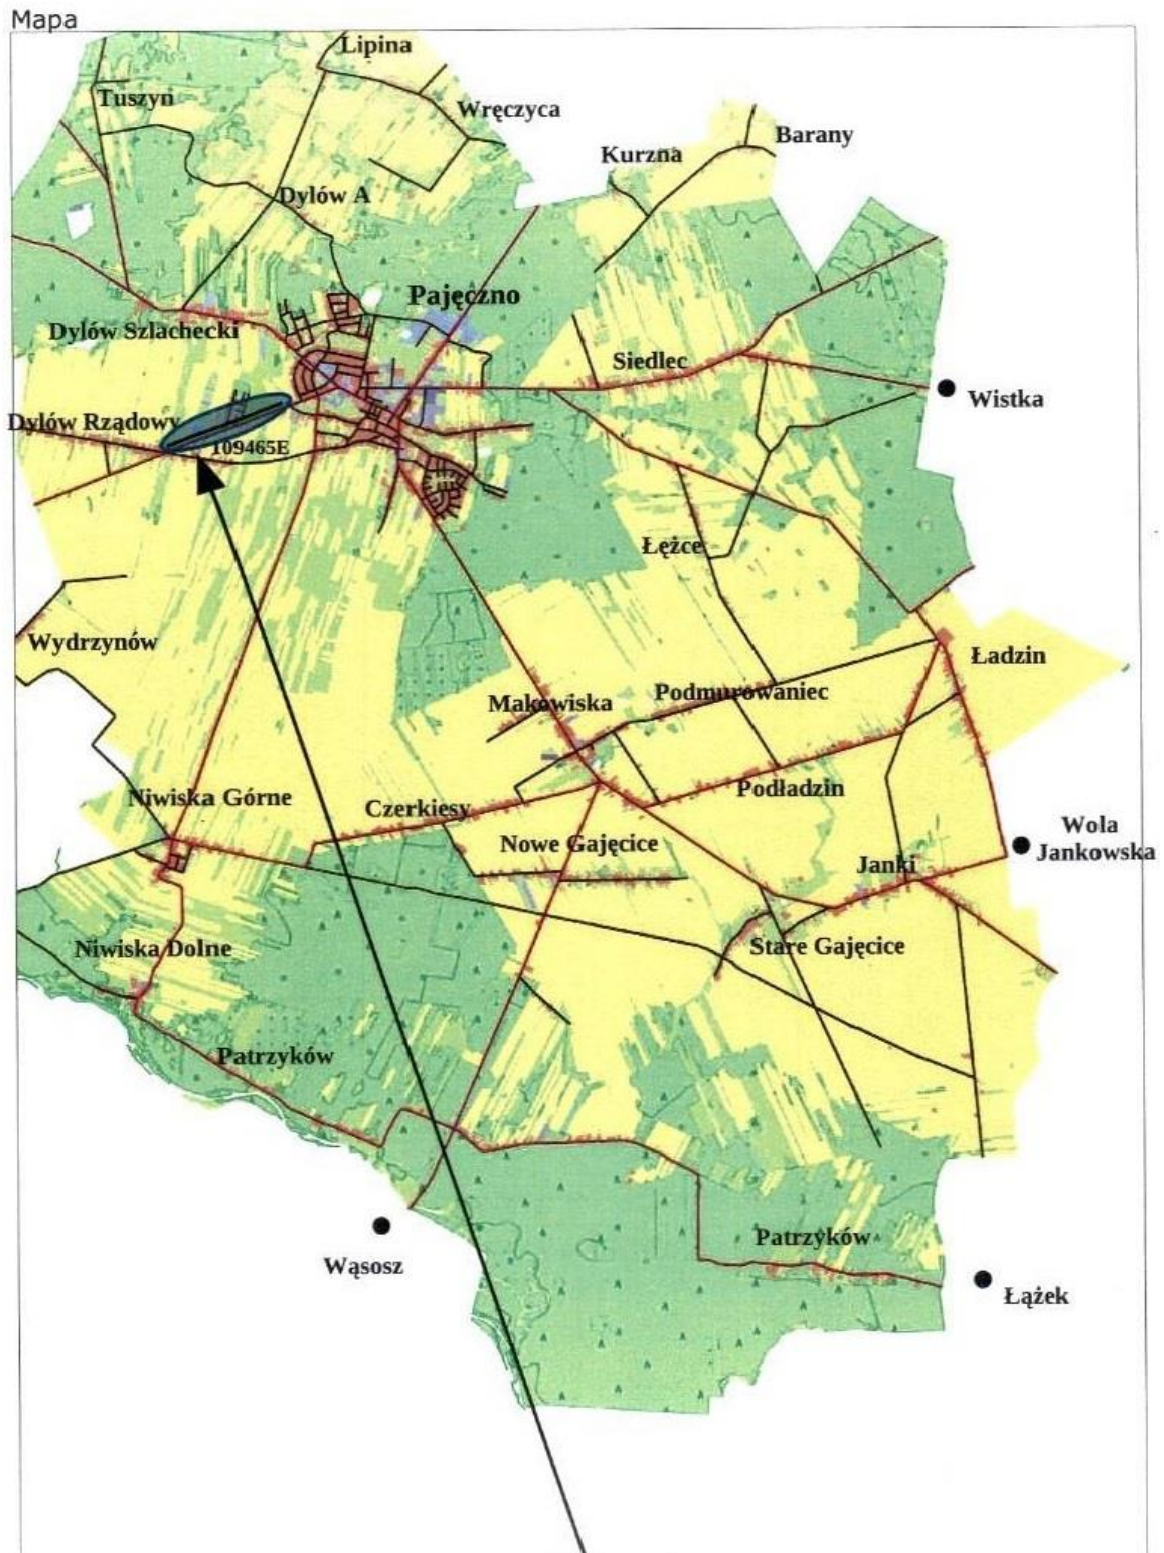 Mapa
Lipina
Tuszyn
Wręczyca
Barany
Kurzna
Dylów A
Pajęczno
Dylów Szlachecki
Siedlec
Wistka
Dylów Rządowy
109465E
Łężce
Wydrzynów
Ładzin
Podmurowaniec
Makowiska
Podładzin
Niwiska Górne
Czerkiesy
Wola
Jankowska
Nowe Gajęcice
Janki
Stare Gajęcice
Niwiska Dolne
Patrzyków
Patrzyków
Wąsosz
Łążek